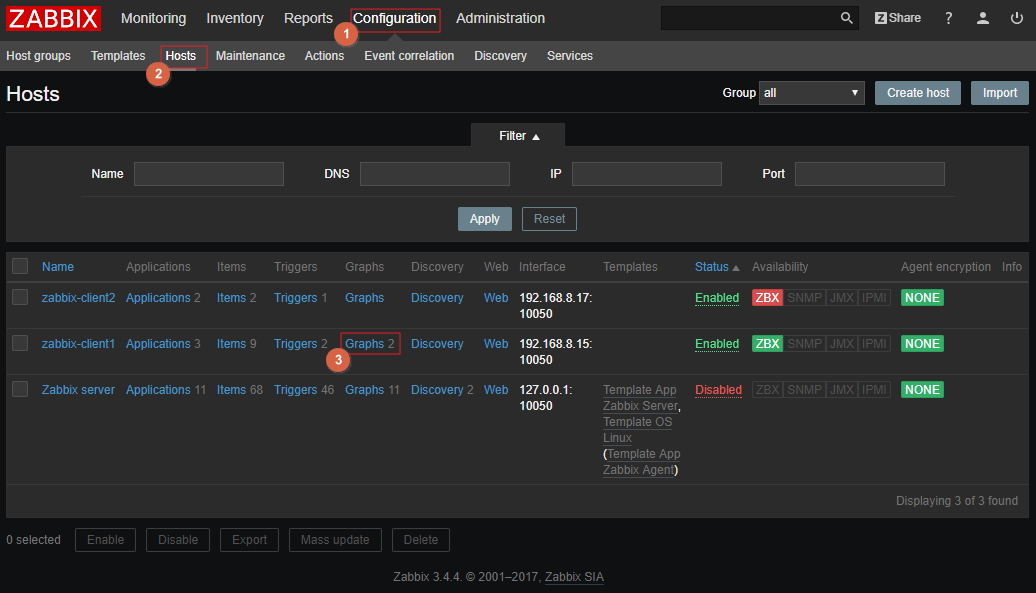 ZABBIX Monitoring Inventory Reports Configuration Administration Z Share ?
1
Host groups Templates Hosts Maintenance Actions Event correlation Discovery Services
2
Hosts Group all ▼ Create host Import
Filter ▲
Name DNS IP Port
Apply Reset
Name Applications Items Triggers Graphs Discovery Web Interface Templates Status ▲ Availability Agent encryption Info
zabbix-client2 Applications 2 Items 2 Triggers 1 Graphs Discovery Web 192.168.8.17: Enabled ZBX SNMP JMX IPMI NONE
10050
zabbix-client1 Applications 3 Items 9 Triggers 2 Graphs 2 Discovery Web 192.168.8.15: Enabled ZBX SNMP JMX IPMI NONE
3 10050
Zabbix server Applications 11 Items 68 Triggers 46 Graphs 11 Discovery 2 Web 127.0.0.1: Template App Disabled ZBX SNMP JMX IPMI NONE
10050 Zabbix Server,
Template OS
Linux
(Template App
Zabbix Agent)
Displaying 3 of 3 found
0 selected Enable Disable Export Mass update Delete
Zabbix 3.4.4. © 2001–2017, Zabbix SIA